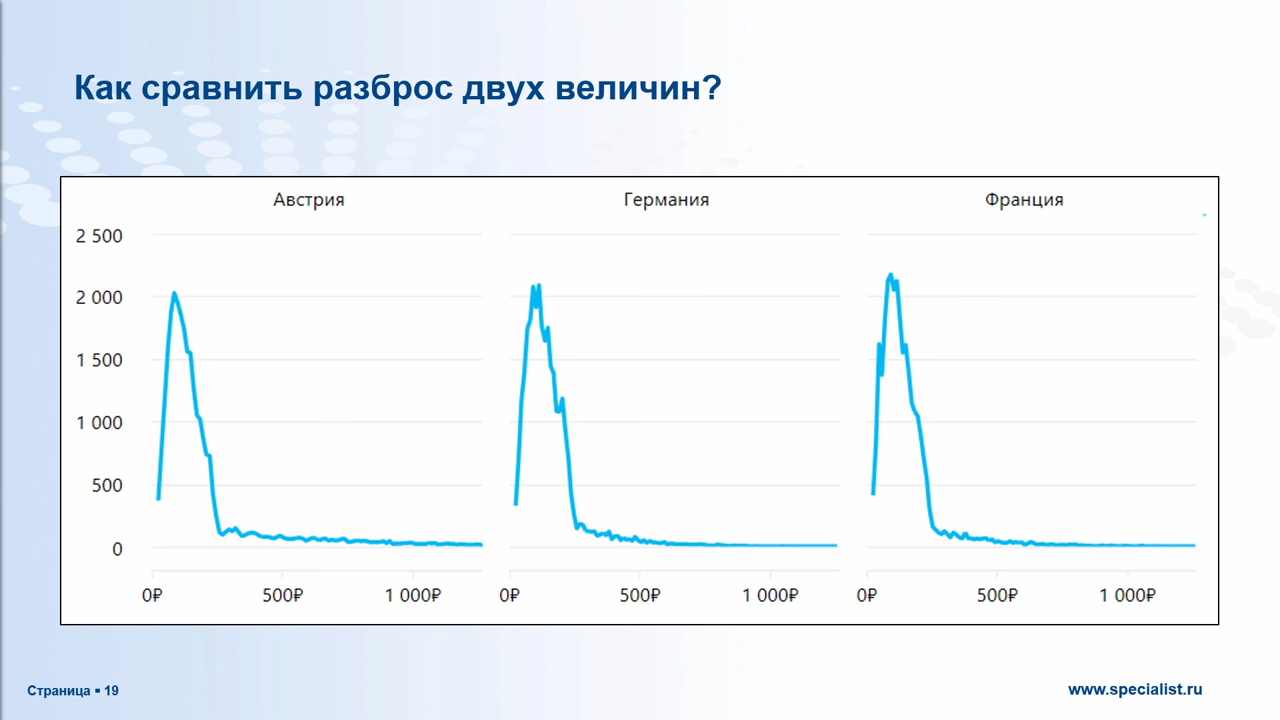 Как сравнить разброс двух величин?
Австрия Германия Франция
2 500
2 000
1 500
1 000
500
0
0₽ 500₽ 1 000₽ 0₽ 500₽ 1 000₽ 0₽ 500₽ 1 000₽
Страница ▪ 19
www.specialist.ru